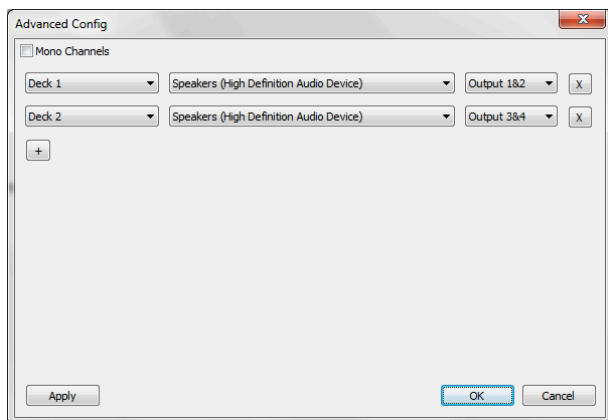 Advanced Config
Mono Channels
Deck 1 Speakers (High Definition Audio Device) Output 1&2 X
Deck 2 Speakers (High Definition Audio Device) Output 3&4 X
+
Apply OK Cancel